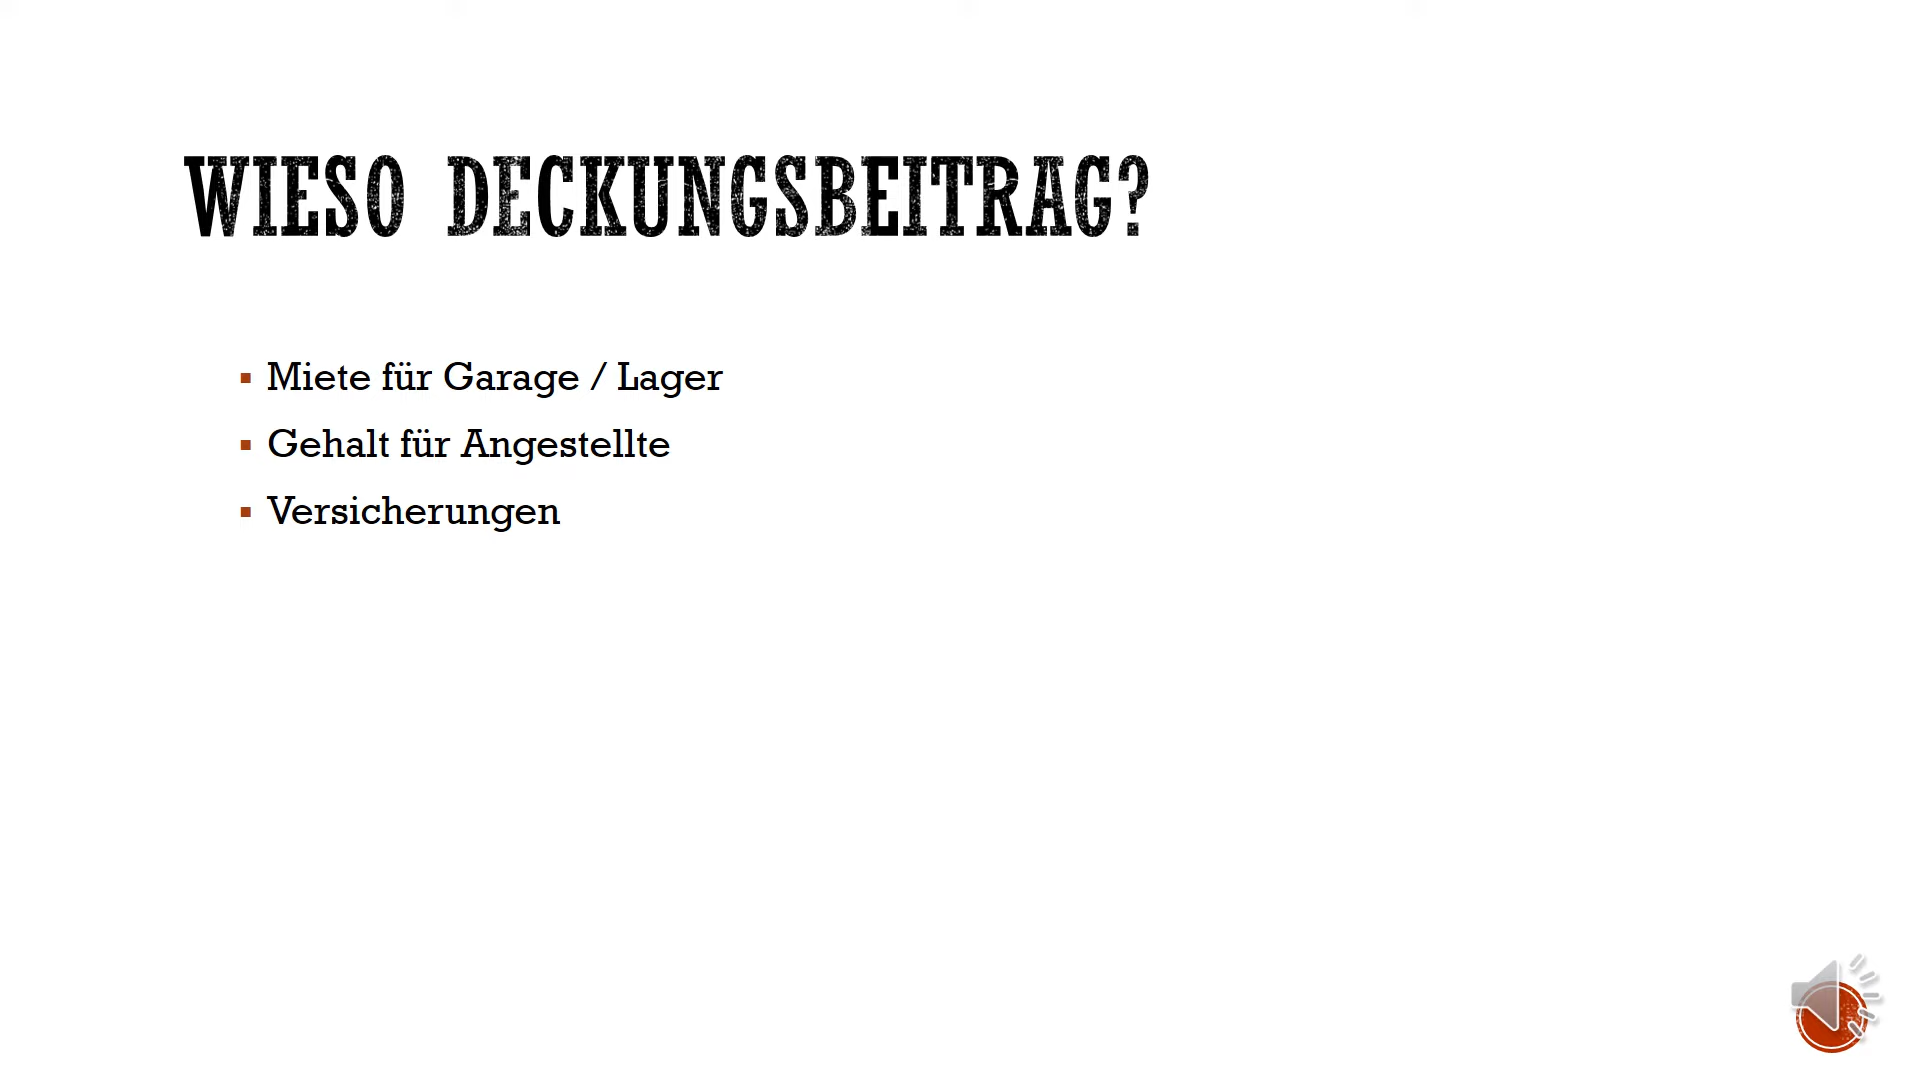 WIESO DECKUNGSBEITRAG?
Miete für Garage / Lager
Gehalt für Angestellte
Versicherungen